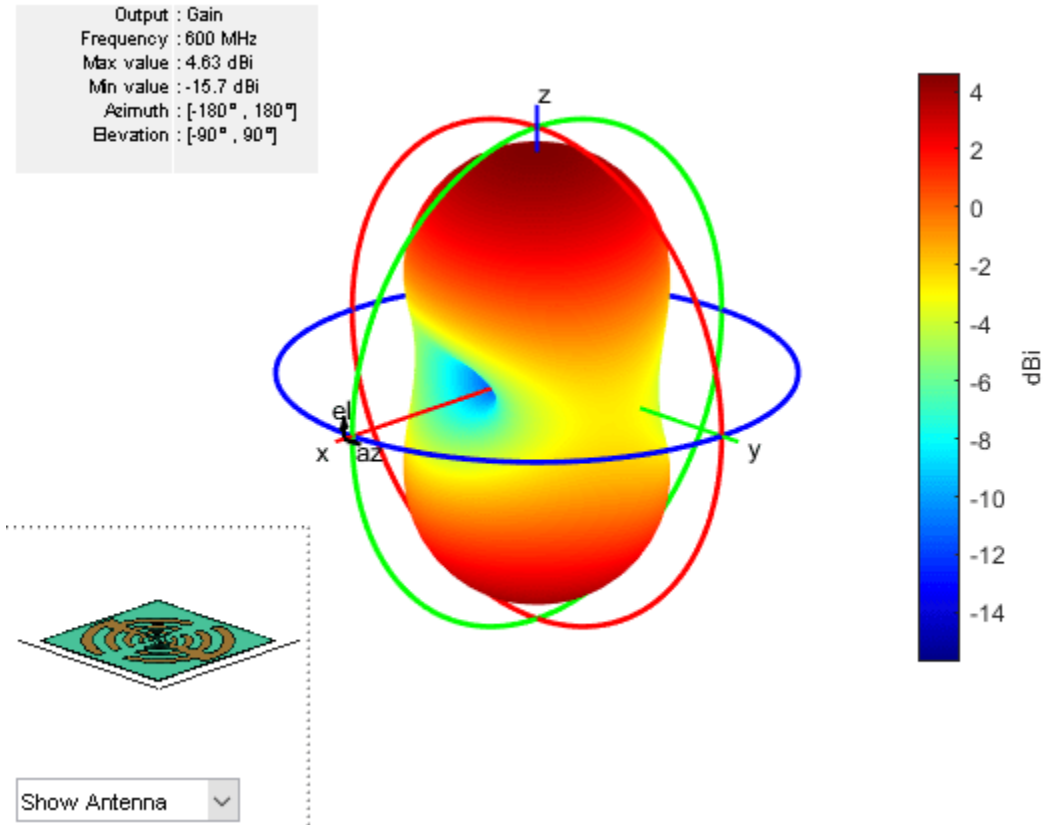 Output : Gain
Frequency : 600 MHz
Max value : 4.63 dBi
Min value : -15.7 dBi
Azimuth : [-180° , 180°]
Elevation : [-90° , 90°]
z
x
el
az
y
4
2
0
-2
-4
-6
-8
-10
-12
-14
dBi
Show Antenna